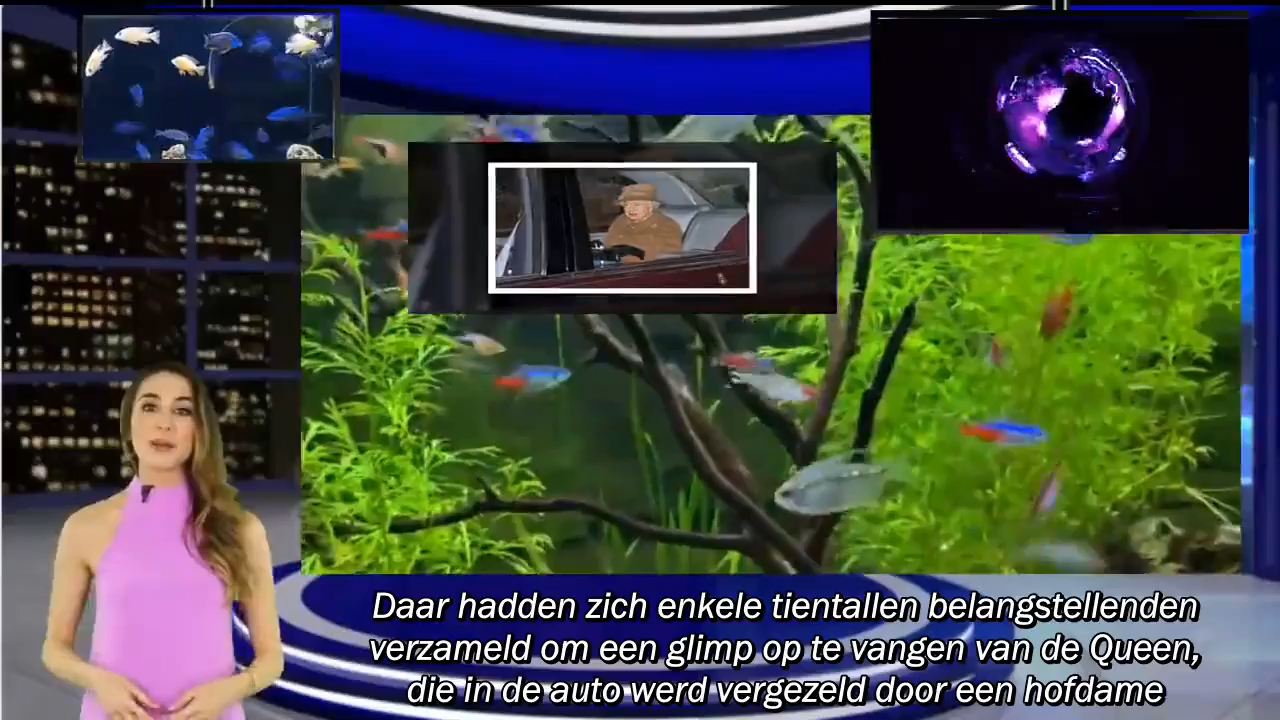 Daar hadden zich enkele tientallen belangstellenden
verzameld om een glimp op te vangen van de Queen,
die in de auto werd vergezeld door een hofdame